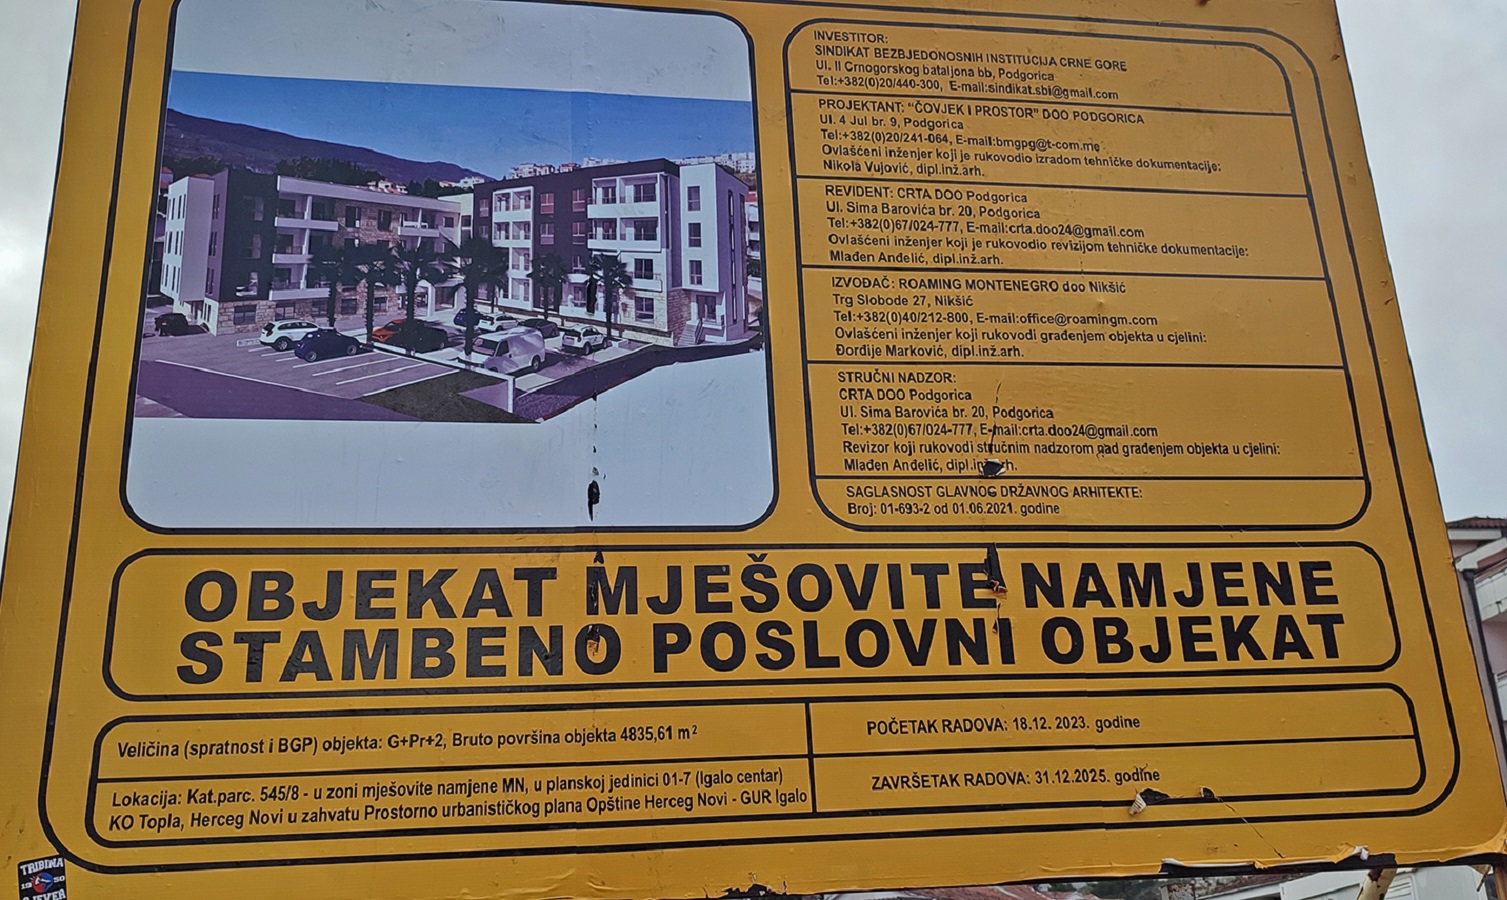 INVESTITOR:
SINDIKAT BEZBJEDONOSNIH INSTITUCIJA CRNE GORE
Ul. II Crnogorskog bataljona bb, Podgorica
Tel:+382(0)20/440-300, E-mail:sindikat.sbi@gmail.com
PROJEKTANT: "ČOVJEK I PROSTOR" DOO PODGORICA
Ul. 4 Jul br. 9, Podgorica
Tel:+382(0)20/241-064, E-mail:bmgpg@t-com.me
Ovlašćeni inženjer koji je rukovodio izradom tehničke dokumentacije:
Nikola Vujović, dipl.inž.arh.
REVIDENT: CRTA DOO Podgorica
Ul. Sima Barovića br. 20, Podgorica
Tel:+382(0)67/024-777, E-mail:crta.doo24@gmail.com
Ovlašćeni inženjer koji je rukovodio revizijom tehničke dokumentacije:
Mlađen Anđelić, dipl.inž.arh.
IZVOĐAČ: ROAMING MONTENEGRO doo Nikšić
Trg Slobode 27, Nikšić
Tel:+382(0)40/212-800, E-mail:office@roamingm.com
Ovlašćeni inženjer koji rukovodi građenjem objekta u cjelini:
Đorđije Marković, dipl.inž.arh.
STRUČNI NADZOR:
CRTA DOO Podgorica
Ul. Sima Barovića br. 20, Podgorica
Tel:+382(0)67/024-777, E-mail:crta.doo24@gmail.com
Revizor koji rukovodi stručnim nadzorom nad građenjem objekta u cjelini:
Mlađen Anđelić, dipl.inž.arh.
SAGLASNOST GLAVNOG DRŽAVNOG ARHITEKTE:
Broj: 01-693-2 od 01.06.2021. godine
OBJEKAT MJEŠOVITE NAMJENE
STAMBENO POSLOVNI OBJEKAT
Veličina (spratnost i BGP) objekta: G+Pr+2, Bruto površina objekta 4835,61 m²
POČETAK RADOVA: 18.12. 2023. godine
Lokacija: Kat.parc. 545/8 - u zoni mješovite namjene MN, u planskoj jedinici 01-7 (Igalo centar)
KO Topla, Herceg Novi u zahvatu Prostorno urbanističkog plana Opštine Herceg Novi - GUR Igalo
ZAVRŠETAK RADOVA: 31.12.2025. godine
TRIBINA
1950
SJEVER